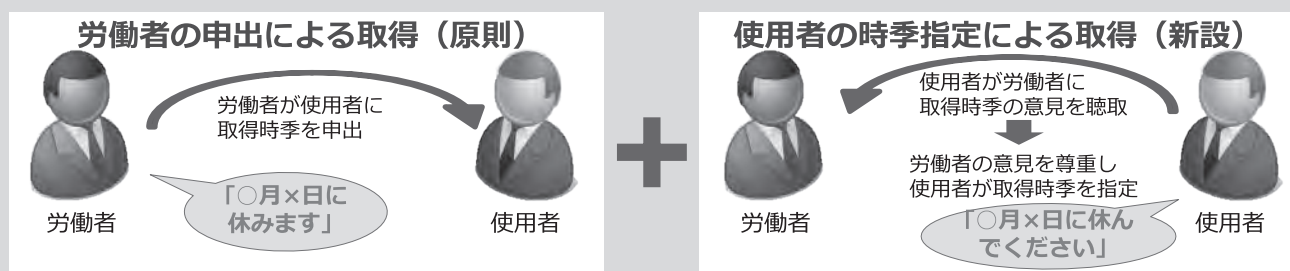 労働者の申出による取得（原則）
労働者が使用者に
取得時季を申出
「○月×日に
休みます」
労働者
使用者
使用者の時季指定による取得（新設）
使用者が労働者に
取得時季の意見を聴取
労働者の意見を尊重し
使用者が取得時季を指定
「○月×日に休ん
でください」
労働者
使用者